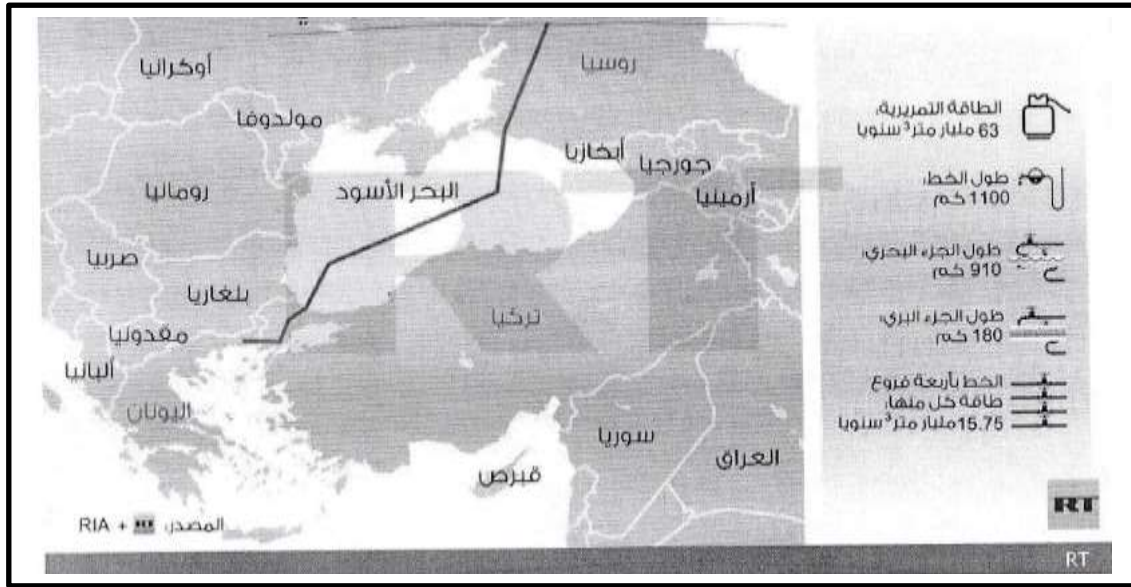 أوكرانيا
روسيا
مولدوفا
أبخازيا
جورجيا
أرمينيا
رومانيا
البحر الأسود
صربيا
بلغاريا
تركيا
مقدونيا
ألبانيا
اليونان
سوريا
العراق
قبرص
المصدر: RT + RIA
الطاقة التمريرية:
63 مليار متر³ سنويا
طول الخط:
1100 كم
طول الجزء البحري:
910 كم
طول الجزء البري:
180 كم
الخط بأربعة فروع
طاقة كل منها:
15.75 مليار متر³ سنويا
RT
RT